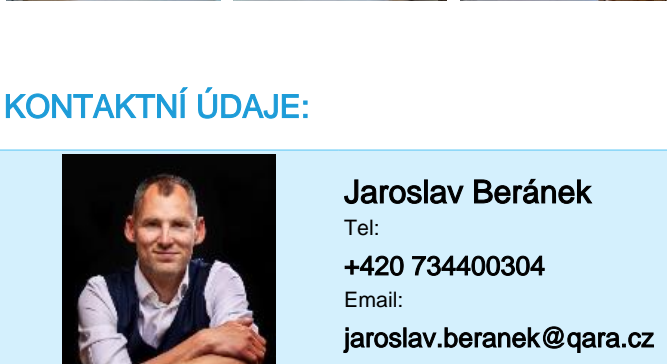 KONTAKTNÍ ÚDAJE:
Jaroslav Beránek
Tel:
+420 734400304
Email:
jaroslav.beranek@qara.cz